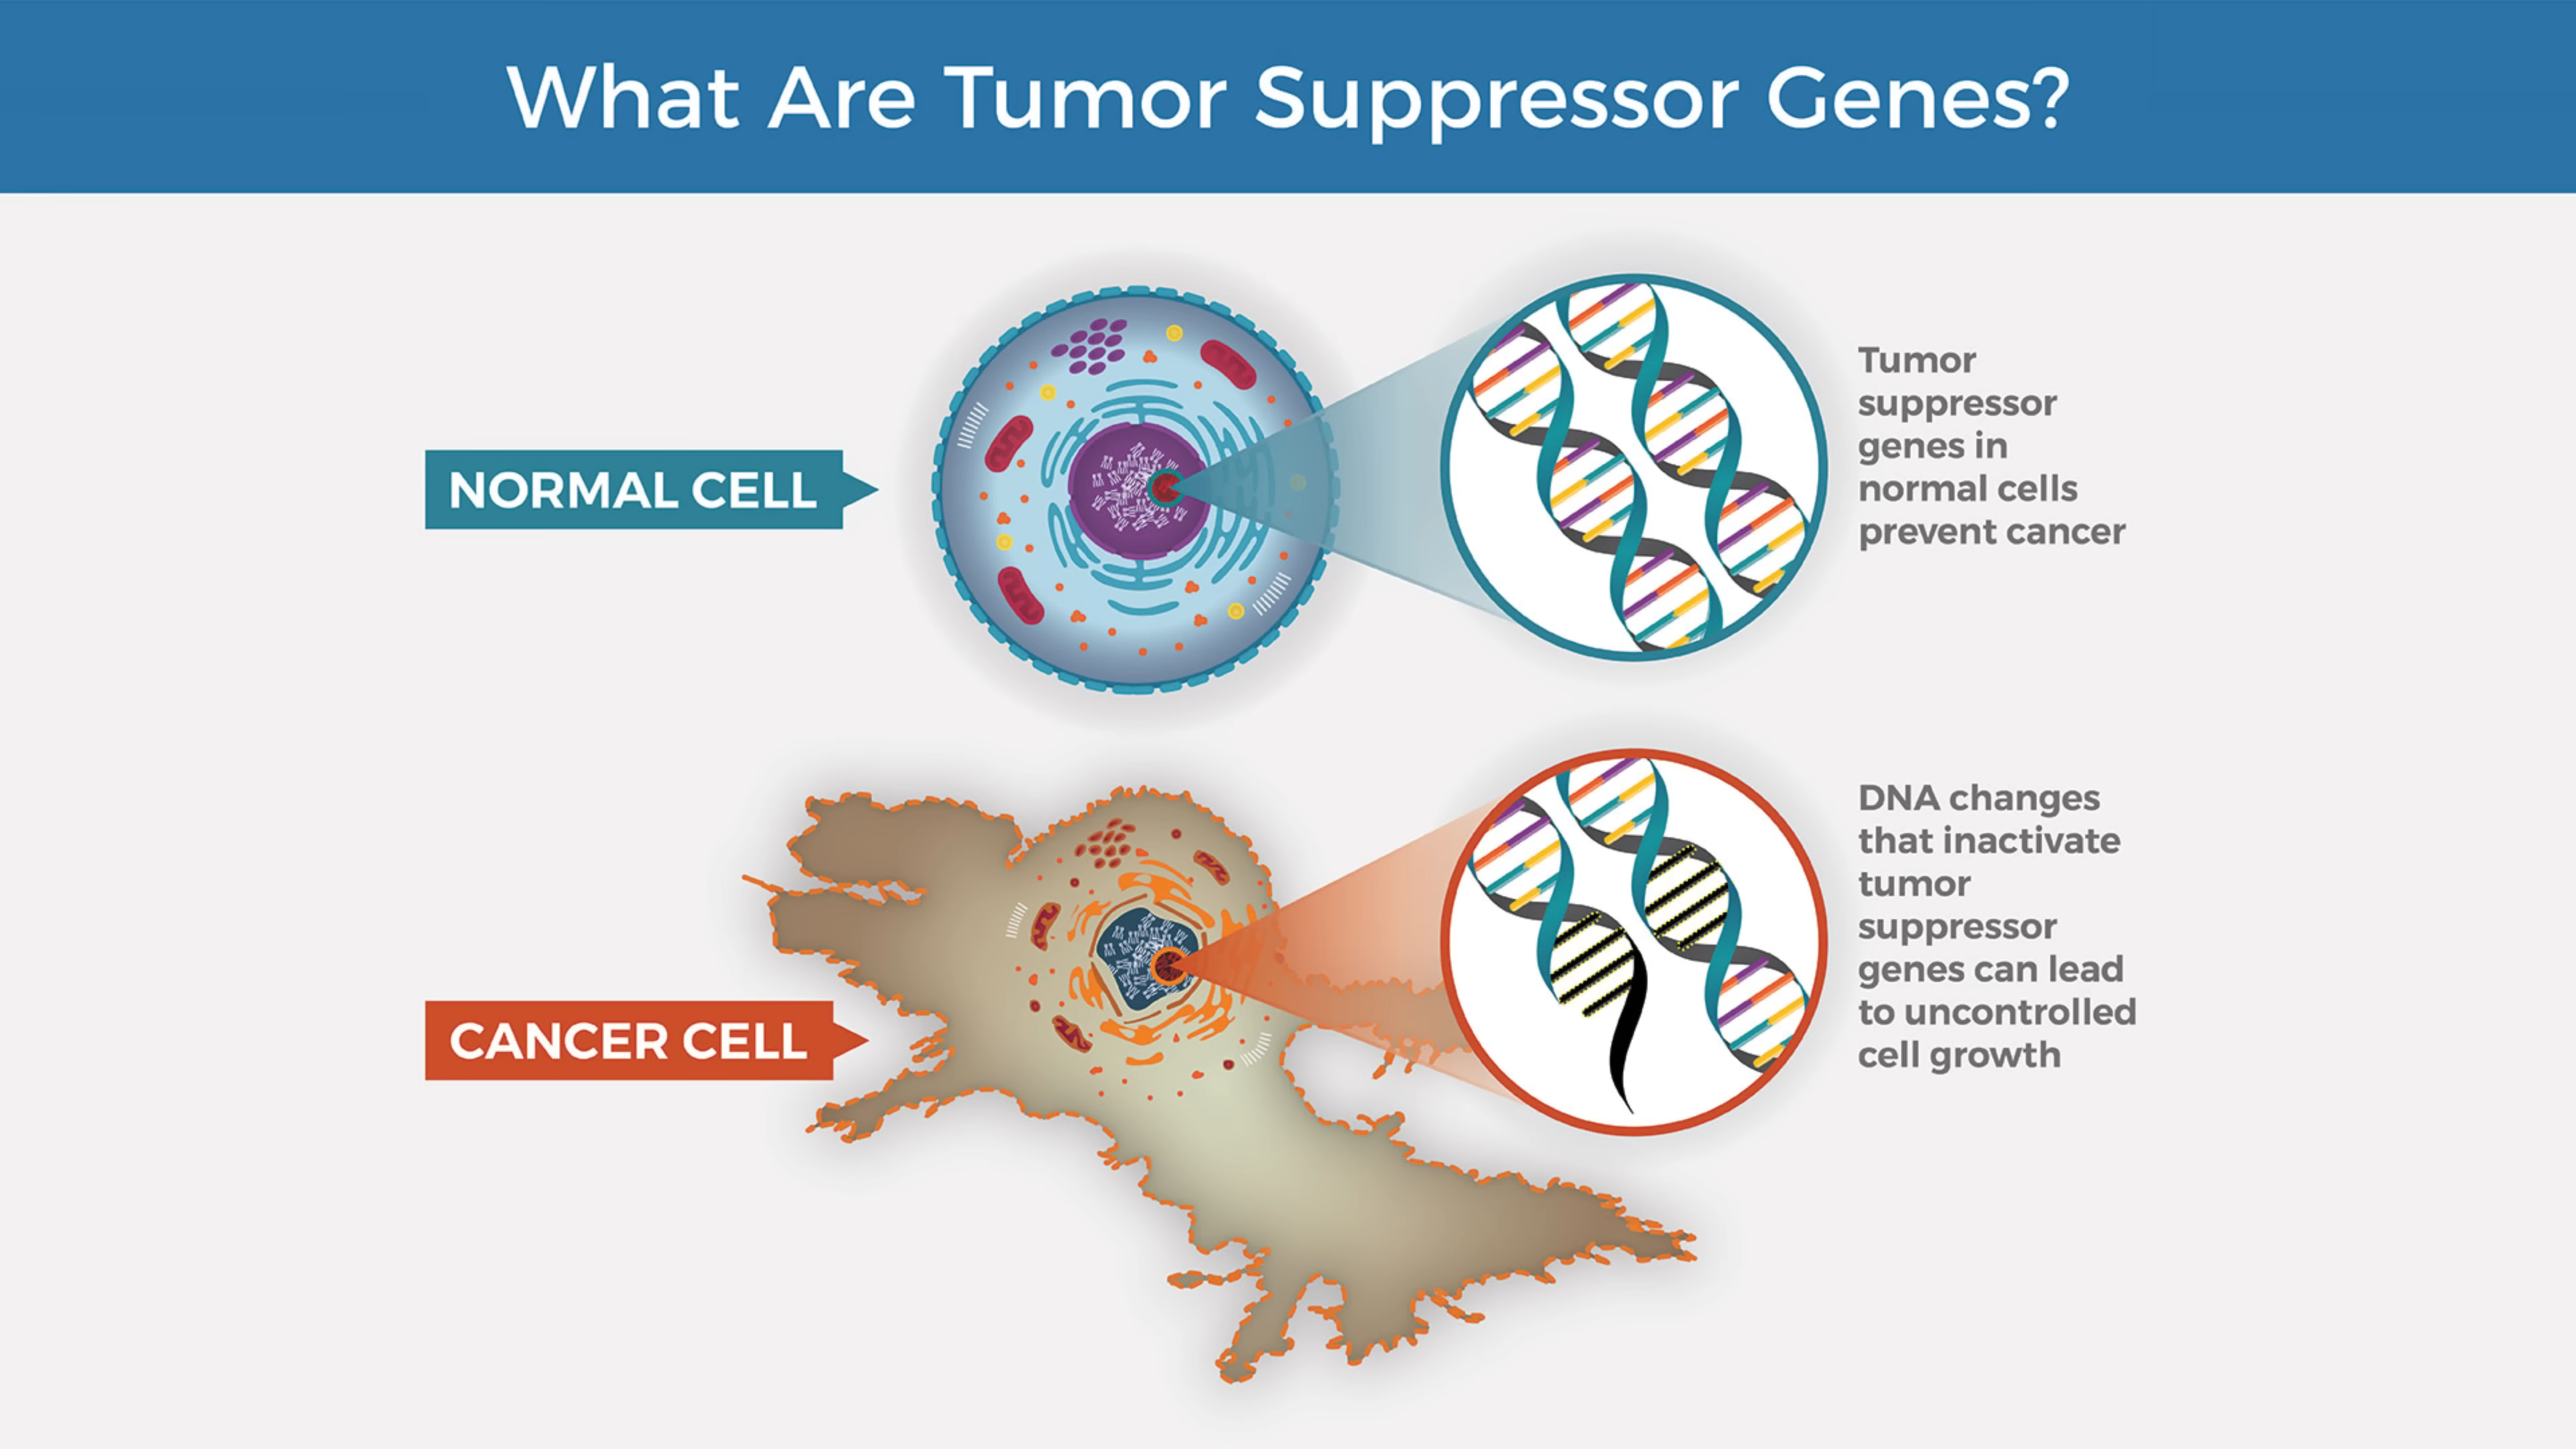 What Are Tumor Suppressor Genes?
NORMAL CELL
Tumor
suppressor
genes in
normal cells
prevent cancer
CANCER CELL
DNA changes
that inactivate
tumor
suppressor
genes can lead
to uncontrolled
cell growth